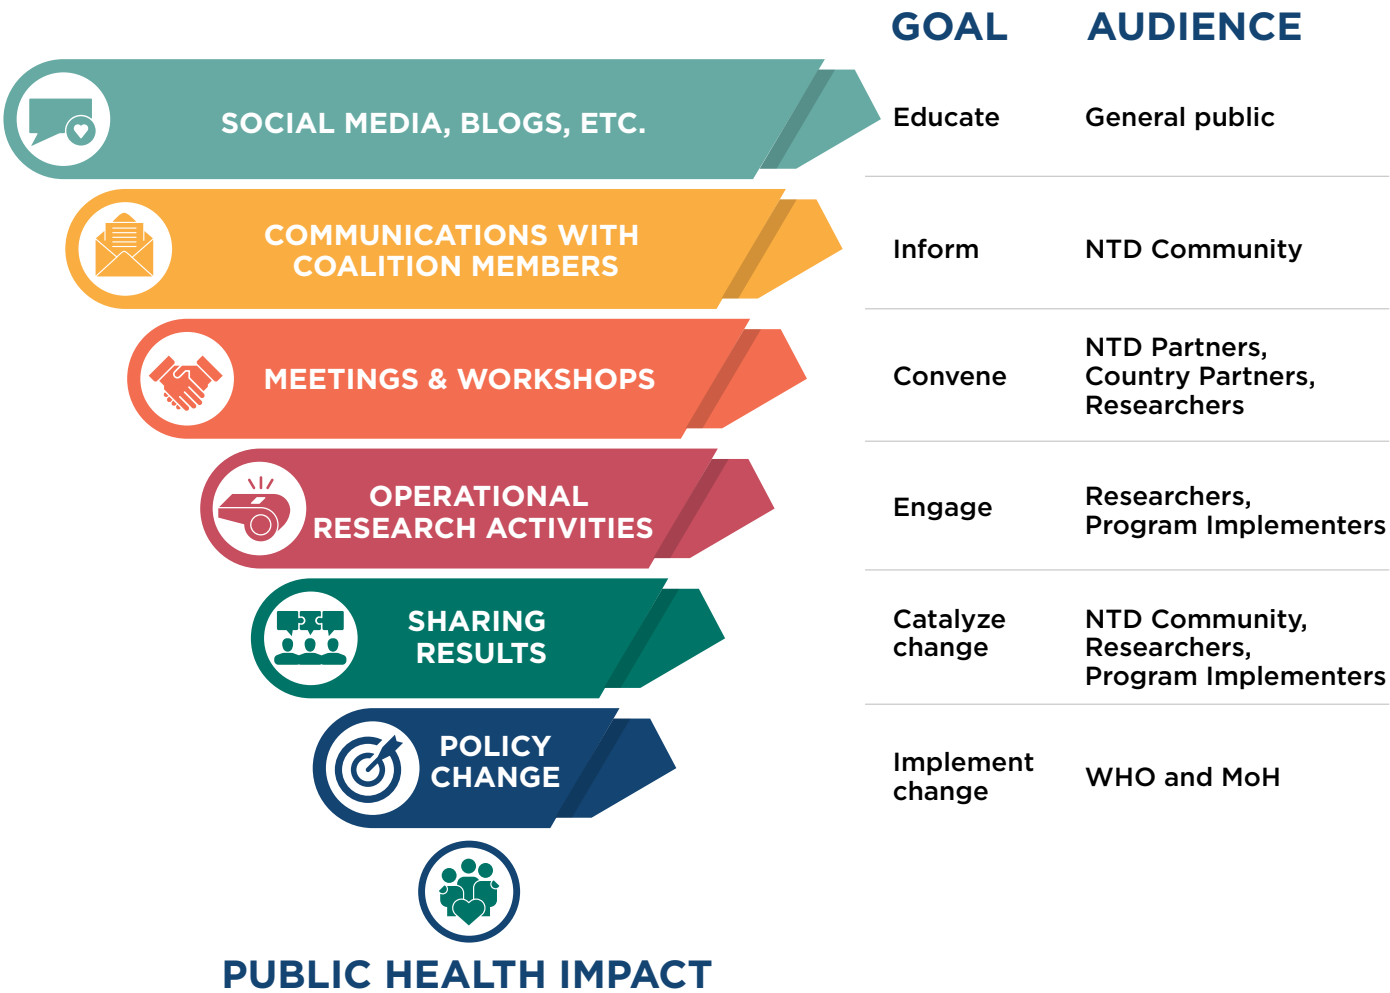 GOAL AUDIENCE
SOCIAL MEDIA, BLOGS, ETC.
Educate
General public
COMMUNICATIONS WITH
COALITION MEMBERS
Inform
NTD Community
MEETINGS & WORKSHOPS
Convene
NTD Partners,
Country Partners,
Researchers
OPERATIONAL
RESEARCH ACTIVITIES
Engage
Researchers,
Program Implementers
SHARING
RESULTS
Catalyze
change
NTD Community,
Researchers,
Program Implementers
POLICY
CHANGE
Implement
change
WHO and MoH
PUBLIC HEALTH IMPACT